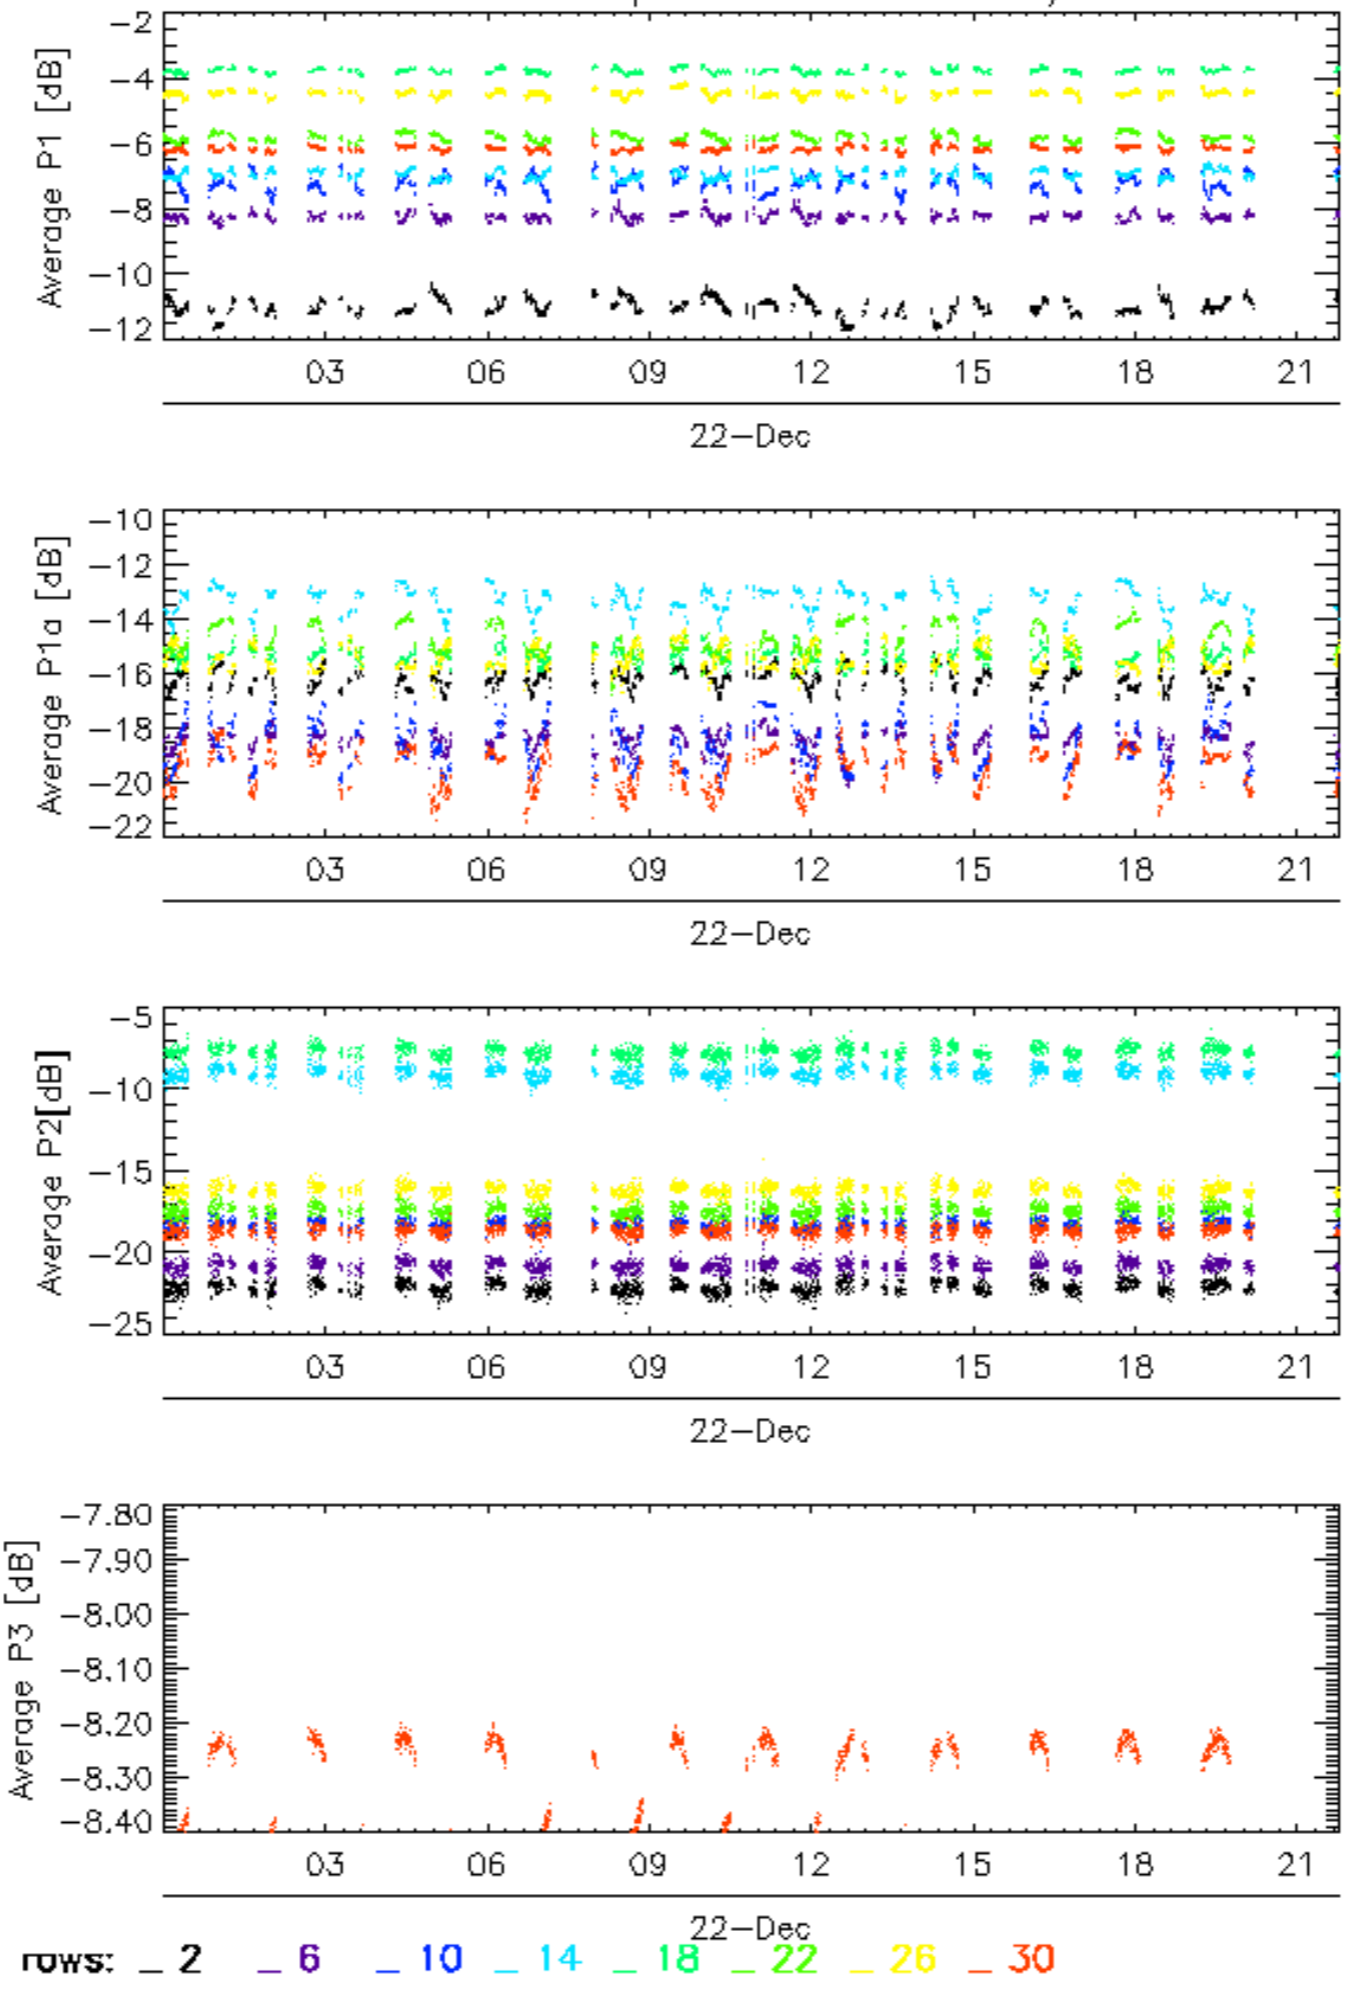 −2
−4
−6
−8
−10
−12
Average P1 [dB]
03 06 09 12 15 18 21
22−Dec
−10
−12
−14
−16
−18
−20
−22
Average P1a [dB]
03 06 09 12 15 18 21
22−Dec
−5
−10
−15
−20
−25
Average P2[dB]
03 06 09 12 15 18 21
22−Dec
−7.80
−7.90
−8.00
−8.10
−8.20
−8.30
−8.40
Average P3 [dB]
03 06 09 12 15 18 21
22−Dec
rows: _ 2 _ 6 _ 10 _ 14 _ 18 _ 22 _ 26 _ 30